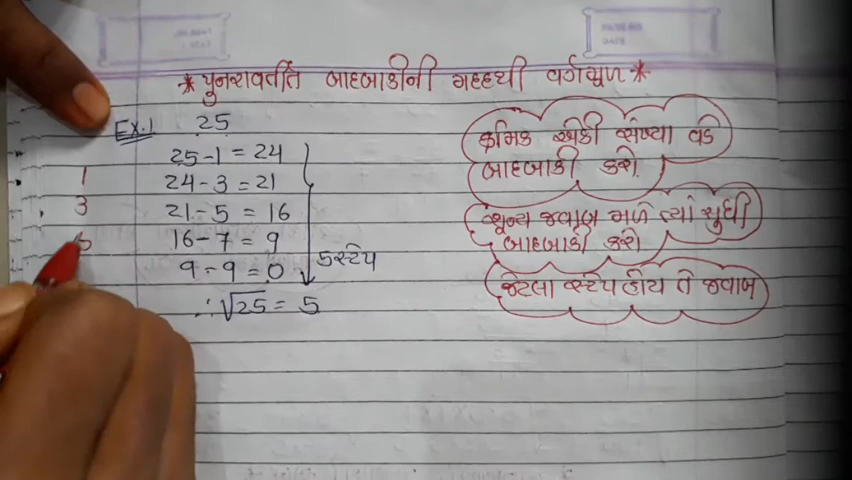 *પુનરાવર્તિત બાદબાકીની મદદથી વર્ગમૂળ*
Ex.1 25
25-1=24
24-3=21
21-5=16
16-7=9
9-9=0
∴√25=5
5સ્ટેપ
1
3
5
ક્રમિક એકી સંખ્યા વડે
બાદબાકી કરો.
શૂન્ય જવાબ મળે ત્યાં સુધી
બાદબાકી કરો
જેટલા સ્ટેપ હોય તે જવાબ